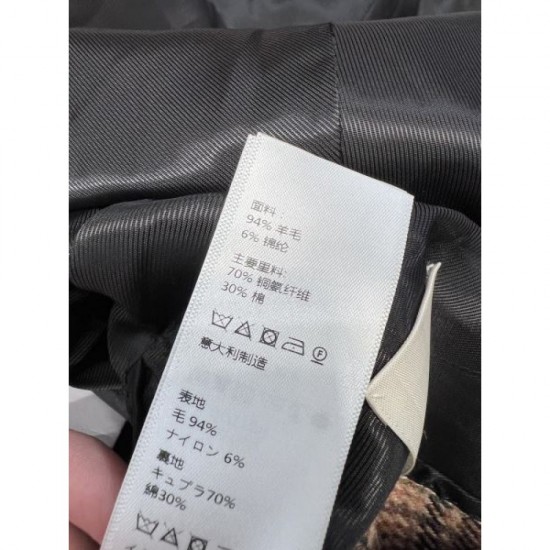 面料:
94% 羊毛
6% 棉纶
主要里料:
70% 铜氨纤维
30% 棉
F
意大利制造
表地
毛 94%
ナイロン 6%
裏地
キュプラ70%
綿30%